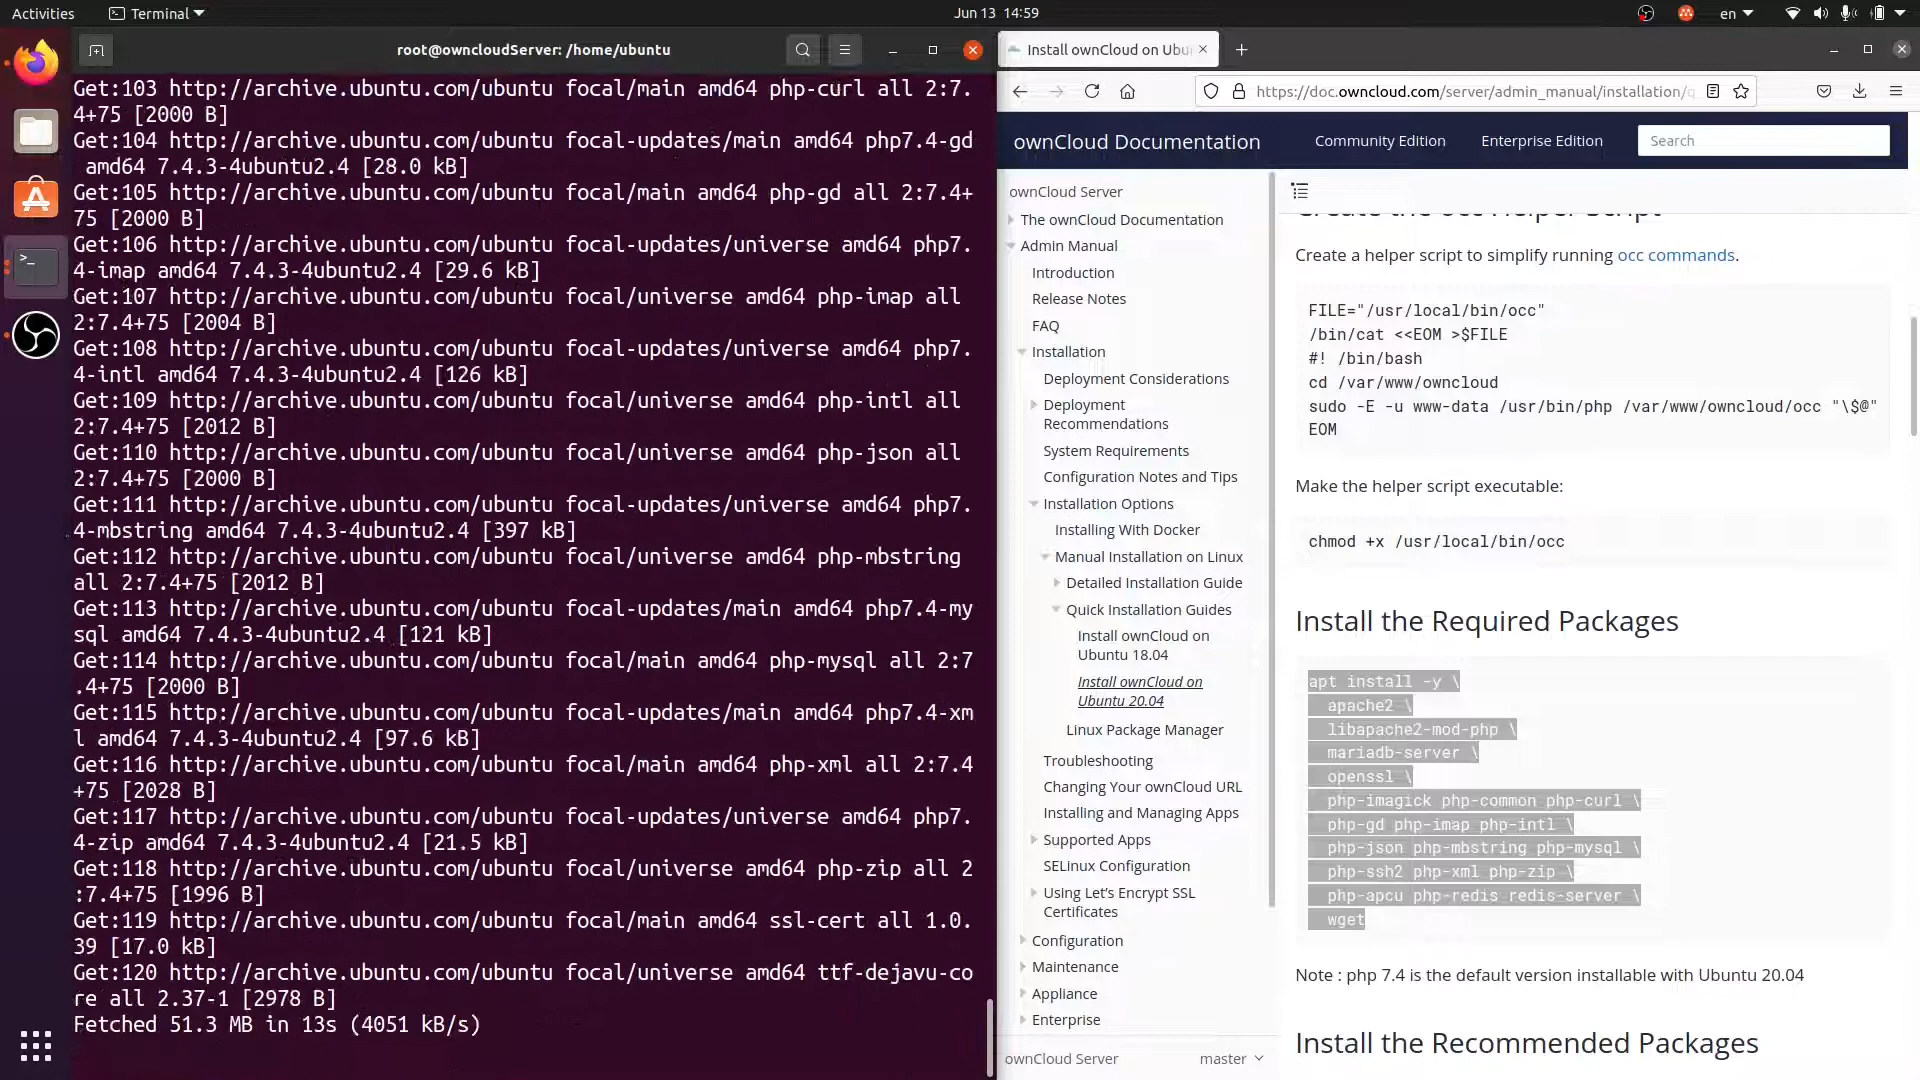 Activities
Terminal
Jun 13 14:59
en
root@owncloudServer: /home/ubuntu
Get:103 http://archive.ubuntu.com/ubuntu focal/main amd64 php-curl all 2:7.
4+75 [2000 B]
Get:104 http://archive.ubuntu.com/ubuntu focal-updates/main amd64 php7.4-gd
amd64 7.4.3-4ubuntu2.4 [28.0 kB]
Get:105 http://archive.ubuntu.com/ubuntu focal/main amd64 php-gd all 2:7.4+
75 [2000 B]
Get:106 http://archive.ubuntu.com/ubuntu focal-updates/universe amd64 php7.
4-imap amd64 7.4.3-4ubuntu2.4 [29.6 kB]
Get:107 http://archive.ubuntu.com/ubuntu focal/universe amd64 php-imap all
2:7.4+75 [2004 B]
Get:108 http://archive.ubuntu.com/ubuntu focal-updates/universe amd64 php7.
4-intl amd64 7.4.3-4ubuntu2.4 [126 kB]
Get:109 http://archive.ubuntu.com/ubuntu focal/universe amd64 php-intl all
2:7.4+75 [2012 B]
Get:110 http://archive.ubuntu.com/ubuntu focal/universe amd64 php-json all
2:7.4+75 [2000 B]
Get:111 http://archive.ubuntu.com/ubuntu focal-updates/universe amd64 php7.
4-mbstring amd64 7.4.3-4ubuntu2.4 [397 kB]
Get:112 http://archive.ubuntu.com/ubuntu focal/universe amd64 php-mbstring
all 2:7.4+75 [2012 B]
Get:113 http://archive.ubuntu.com/ubuntu focal-updates/main amd64 php7.4-my
sql amd64 7.4.3-4ubuntu2.4 [121 kB]
Get:114 http://archive.ubuntu.com/ubuntu focal/main amd64 php-mysql all 2:7
.4+75 [2000 B]
Get:115 http://archive.ubuntu.com/ubuntu focal-updates/main amd64 php7.4-xm
l amd64 7.4.3-4ubuntu2.4 [97.6 kB]
Get:116 http://archive.ubuntu.com/ubuntu focal/main amd64 php-xml all 2:7.4
+75 [2028 B]
Get:117 http://archive.ubuntu.com/ubuntu focal-updates/universe amd64 php7.
4-zip amd64 7.4.3-4ubuntu2.4 [21.5 kB]
Get:118 http://archive.ubuntu.com/ubuntu focal/universe amd64 php-zip all 2
:7.4+75 [1996 B]
Get:119 http://archive.ubuntu.com/ubuntu focal/main amd64 ssl-cert all 1.0.
39 [17.0 kB]
Get:120 http://archive.ubuntu.com/ubuntu focal/universe amd64 ttf-dejavu-co
re all 2.37-1 [2978 B]
Fetched 51.3 MB in 13s (4051 kB/s)
Install ownCloud on Ubu
https://doc.owncloud.com/server/admin_manual/installation/q
ownCloud Documentation
Community Edition
Enterprise Edition
Search
ownCloud Server
The ownCloud Documentation
Admin Manual
Introduction
Release Notes
FAQ
Installation
Deployment Considerations
Deployment
Recommendations
System Requirements
Configuration Notes and Tips
Installation Options
Installing With Docker
Manual Installation on Linux
Detailed Installation Guide
Quick Installation Guides
Install ownCloud on
Ubuntu 18.04
Install ownCloud on
Ubuntu 20.04
Linux Package Manager
Troubleshooting
Changing Your ownCloud URL
Installing and Managing Apps
Supported Apps
SELinux Configuration
Using Let's Encrypt SSL
Certificates
Configuration
Maintenance
Appliance
Enterprise
ownCloud Server
master
Create the occ Helper Script
Create a helper script to simplify running occ commands.
FILE="/usr/local/bin/occ"
/bin/cat <<EOM >$FILE
#! /bin/bash
cd /var/www/owncloud
sudo -E -u www-data /usr/bin/php /var/www/owncloud/occ "\$@"
EOM
Make the helper script executable:
chmod +x /usr/local/bin/occ
Install the Required Packages
apt install -y \
apache2 \
libapache2-mod-php \
mariadb-server \
openssl \
php-imagick php-common php-curl \
php-gd php-imap php-intl \
php-json php-mbstring php-mysql \
php-ssh2 php-xml php-zip \
php-apcu php-redis redis-server \
wget
Note : php 7.4 is the default version installable with Ubuntu 20.04
Install the Recommended Packages